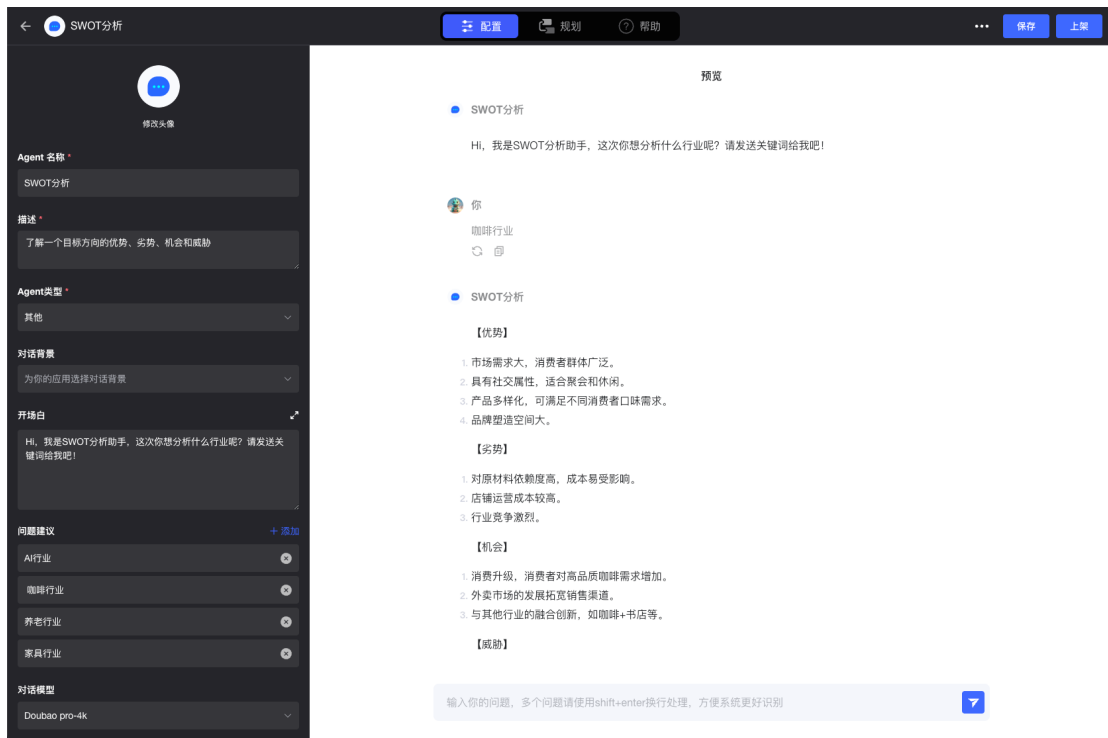 SWOT分析
配置
规划
帮助
保存
上架
修改头像
Agent 名称 *
SWOT分析
描述 *
了解一个目标方向的优势、劣势、机会和威胁
Agent类型 *
其他
对话背景
为你的应用选择对话背景
开场白
Hi，我是SWOT分析助手，这次你想分析什么行业呢？请发送关
键词给我吧！
问题建议
+ 添加
AI行业
咖啡行业
养老行业
家具行业
对话模型
Doubao pro-4k
预览
SWOT分析
Hi，我是SWOT分析助手，这次你想分析什么行业呢？请发送关键词给我吧！
你
咖啡行业
SWOT分析
【优势】
1. 市场需求大，消费者群体广泛。
2. 具有社交属性，适合聚会和休闲。
3. 产品多样化，可满足不同消费者口味需求。
4. 品牌塑造空间大。
【劣势】
1. 对原材料依赖度高，成本易受影响。
2. 店铺运营成本较高。
3. 行业竞争激烈。
【机会】
1. 消费升级，消费者对高品质咖啡需求增加。
2. 外卖市场的发展拓宽销售渠道。
3. 与其他行业的融合创新，如咖啡+书店等。
【威胁】
输入你的问题，多个问题请使用shift+enter换行处理，方便系统更好识别